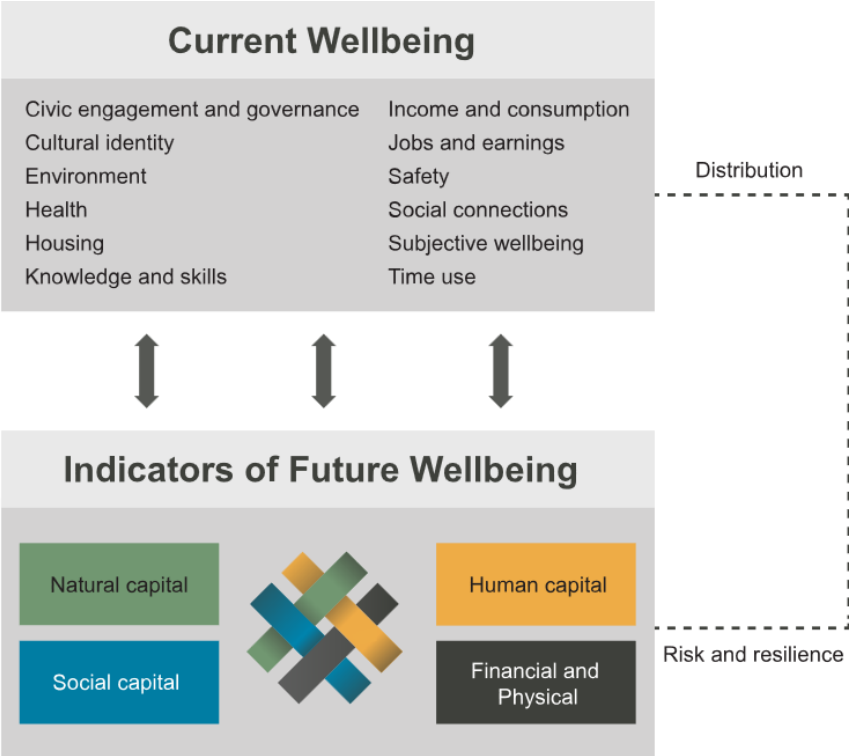 Current Wellbeing
Civic engagement and governance
Cultural identity
Environment
Health
Housing
Knowledge and skills
Income and consumption
Jobs and earnings
Safety
Social connections
Subjective wellbeing
Time use
Distribution
Indicators of Future Wellbeing
Natural capital
Social capital
Human capital
Financial and
Physical
Risk and resilience